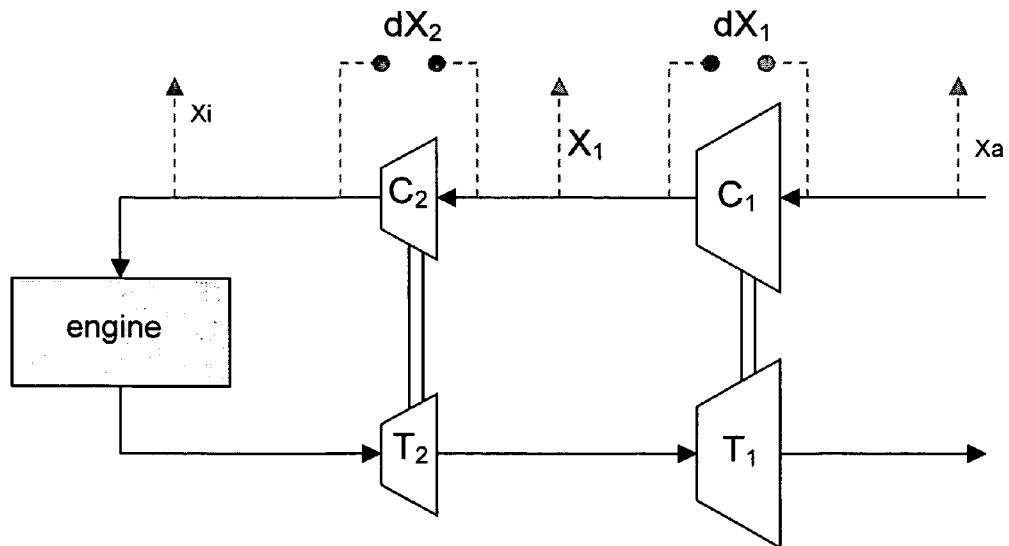 dX₂ dX₁
Xi X₁ Xa
C₂ C₁
engine
T₂ T₁